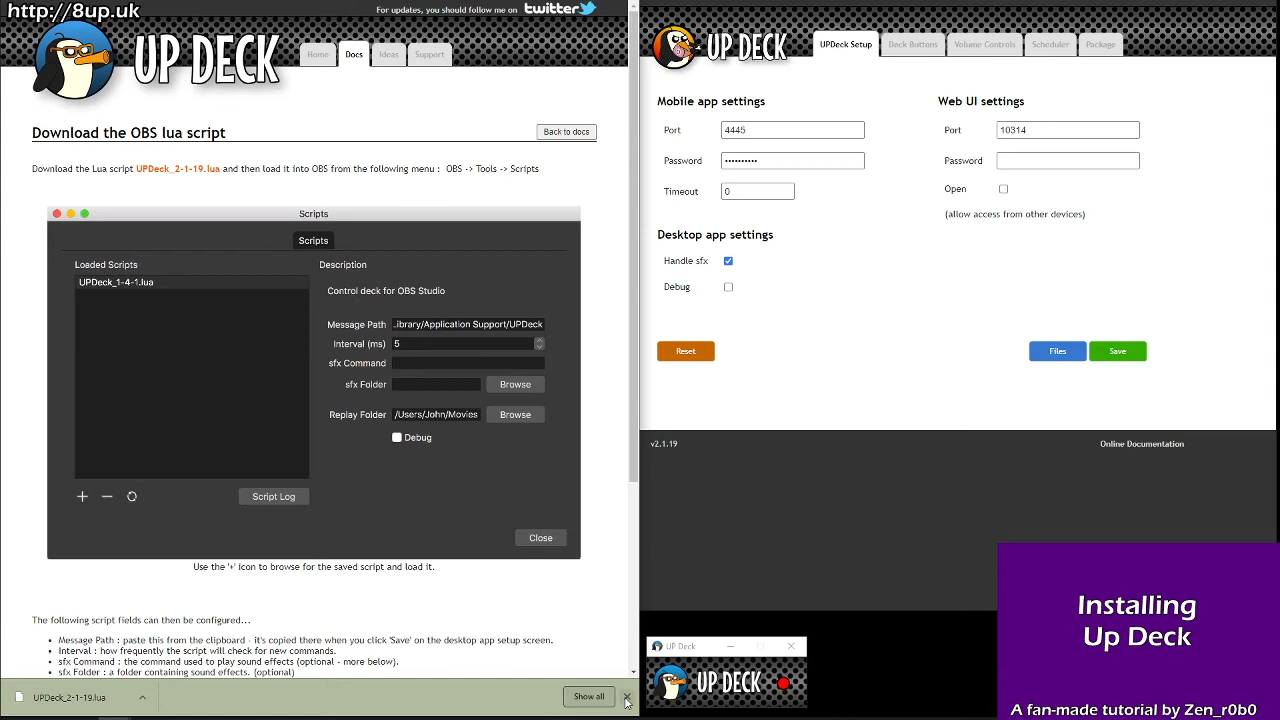 http://8up.uk
For updates, you should follow me on twitter
UP DECK
Home
Docs
Ideas
Support
Download the OBS lua script
Back to docs
Download the Lua script UPDeck_2-1-19.lua and then load it into OBS from the following menu : OBS -> Tools -> Scripts
Scripts
Scripts
Loaded Scripts
Description
UPDeck_1-4-1.lua
Control deck for OBS Studio
Message Path .ibrary/Application Support/UPDeck
Interval (ms) 5
sfx Command
sfx Folder Browse
Replay Folder /Users/John/Movies Browse
Debug
Script Log
Close
Use the '+' icon to browse for the saved script and load it.
The following script fields can then be configured...
• Message Path : paste this from the clipboard - it's copied there when you click 'Save' on the desktop app setup screen.
• Interval : how frequently the script will check for new commands.
• sfx Command : the command used to play sound effects (optional - more below).
• sfx Folder : a folder containing sound effects. (optional)
UPDeck_2-1-19.lua
Show all
UP DECK
UPDeck Setup
Deck Buttons
Volume Controls
Scheduler
Package
Mobile app settings
Port 4445
Password ••••••••••
Timeout 0
Desktop app settings
Handle sfx
Debug
Web UI settings
Port 10314
Password
Open
(allow access from other devices)
Reset
Files
Save
v2.1.19
Online Documentation
UP Deck
UP DECK
Installing
Up Deck
A fan-made tutorial by Zen_r0b0